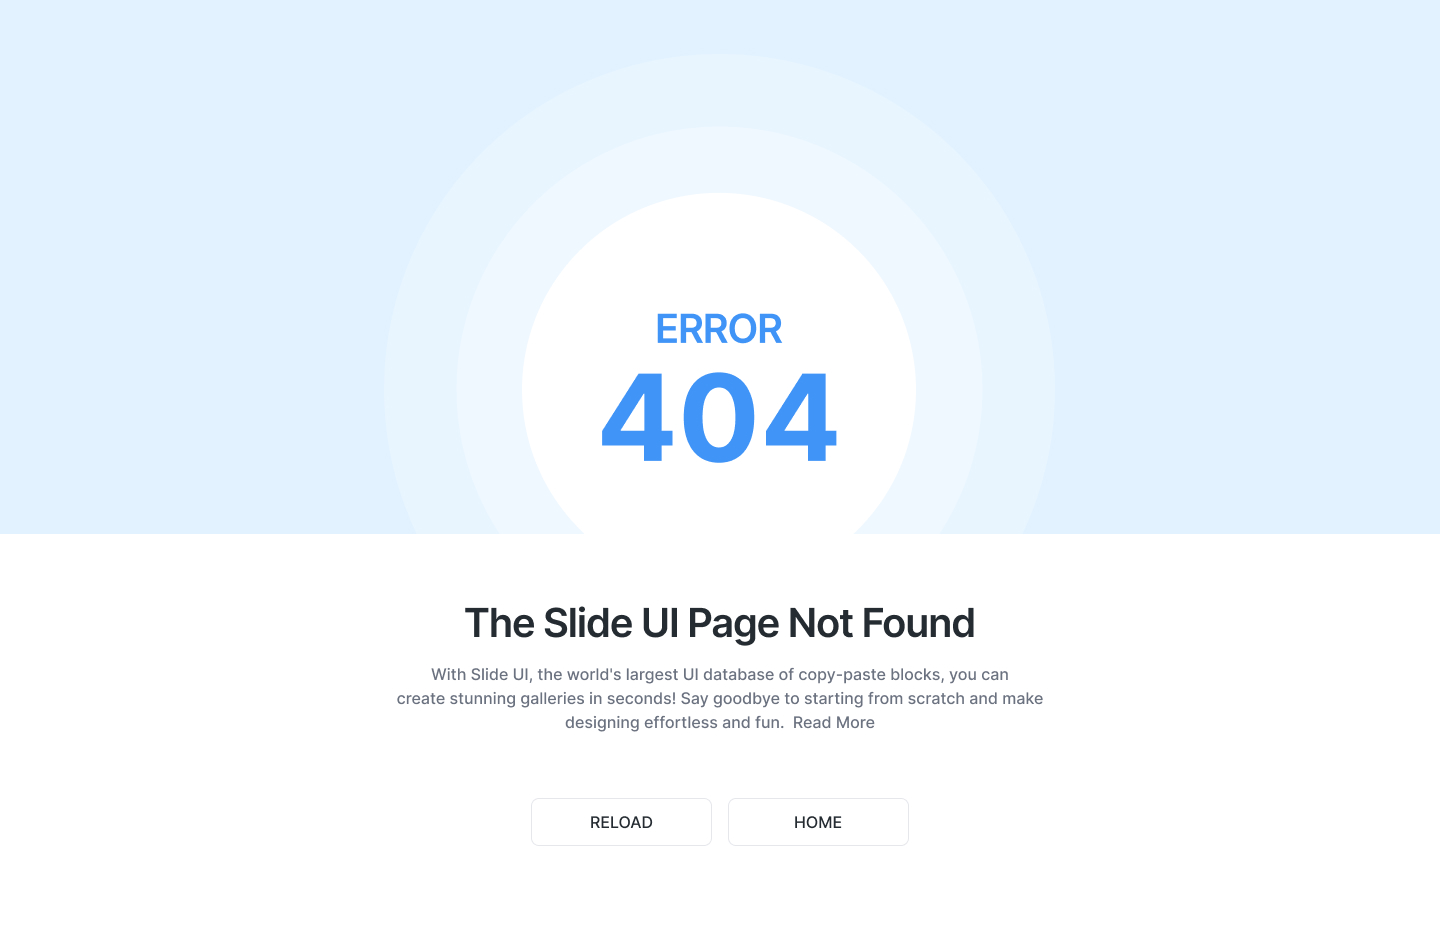 ERROR
404
The Slide UI Page Not Found
With Slide UI, the world's largest UI database of copy-paste blocks, you can
create stunning galleries in seconds! Say goodbye to starting from scratch and make
designing effortless and fun.  Read More
RELOAD
HOME